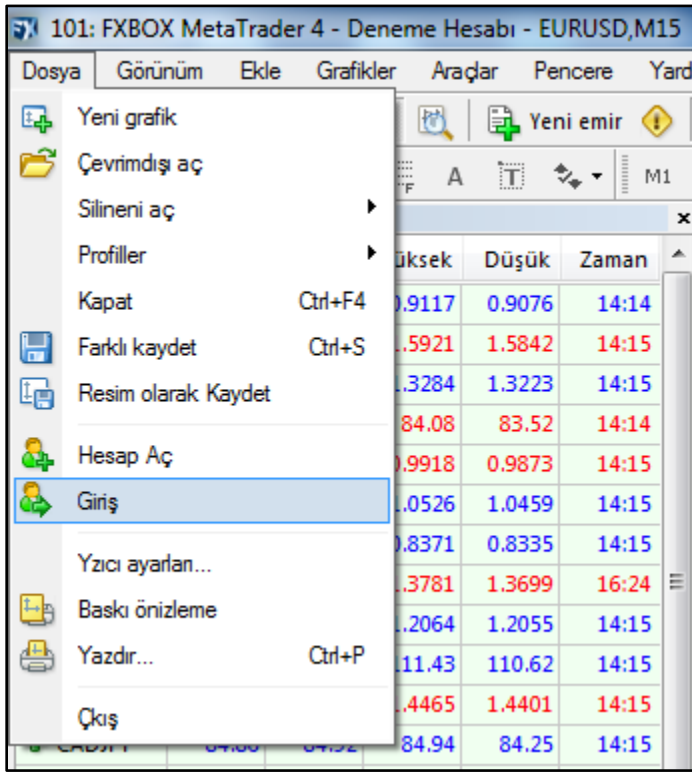 101: FXBOX MetaTrader 4 - Deneme Hesabı - EURUSD,M15
Dosya Görünüm Ekle Grafikler Araçlar Pencere Yard
Yeni grafik
Çevrimdışı aç
Silineni aç
Profiller
Kapat Ctrl+F4
Farklı kaydet Ctrl+S
Resim olarak Kaydet
Hesap Aç
Giriş
Yzıcı ayarları...
Baskı önizleme
Yazdır... Ctrl+P
Çıkış
Yeni emir
F A T M1
üksek Düşük Zaman
0.9117 0.9076 14:14
.5921 1.5842 14:15
.3284 1.3223 14:15
84.08 83.52 14:14
0.9918 0.9873 14:15
.0526 1.0459 14:15
0.8371 0.8335 14:15
.3781 1.3699 16:24
.2064 1.2055 14:15
111.43 110.62 14:15
.4465 1.4401 14:15
84.94 84.25 14:15